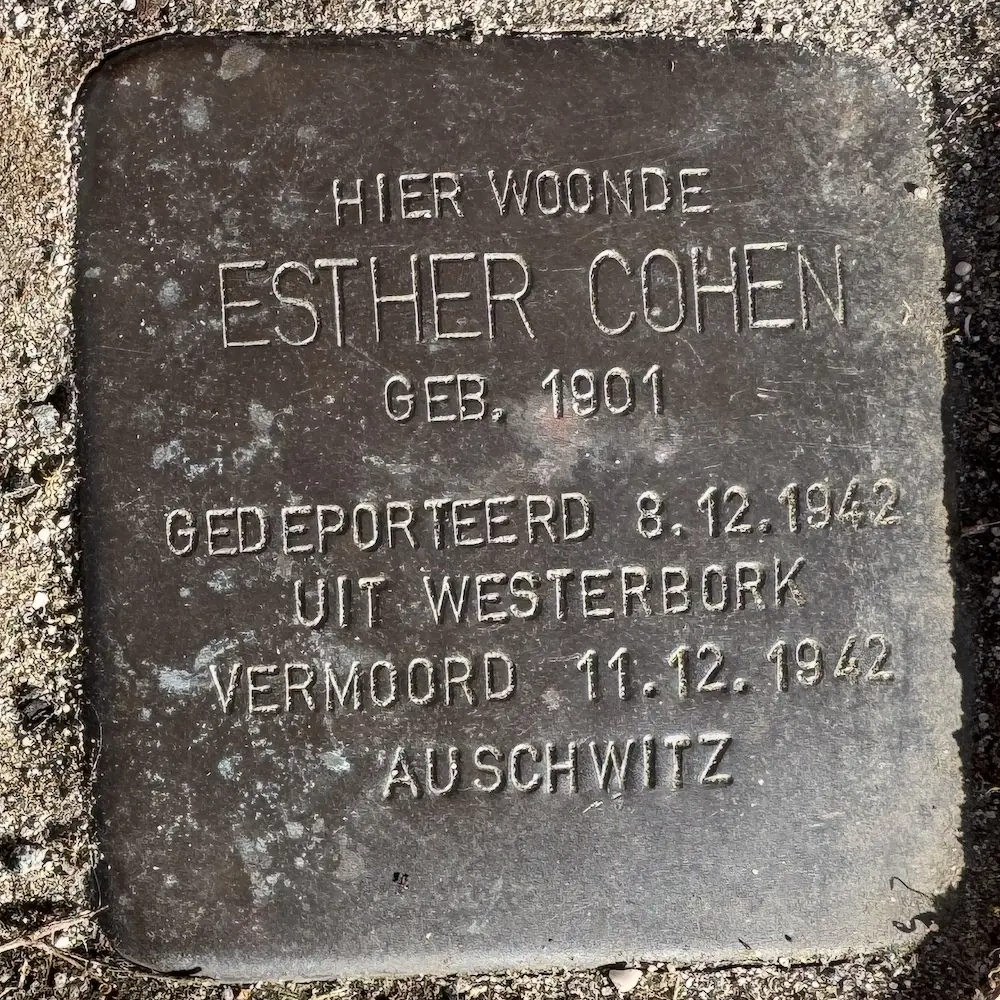 HIER WOONDE
ESTHER COHEN
GEB. 1901
GEDEPORTEERD 8.12.1942
UIT WESTERBORK
VERMOORD 11.12.1942
AUSCHWITZ